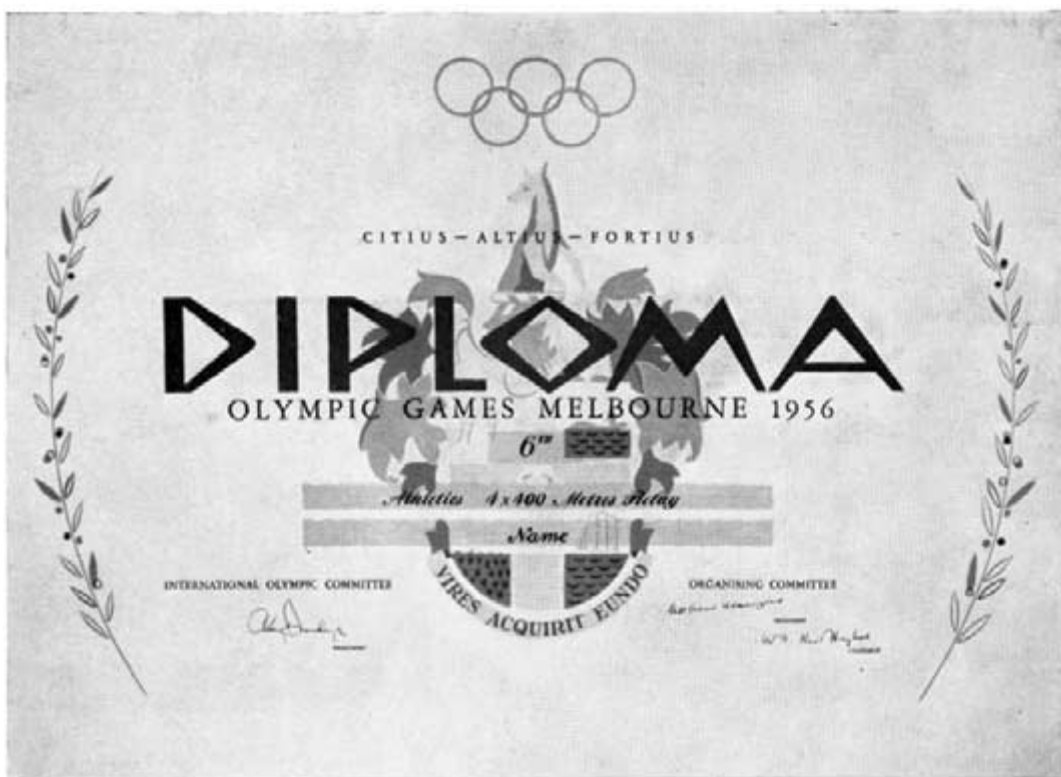 CITIUS – ALTIUS – FORTIUS
DIPLOMA
OLYMPIC GAMES MELBOURNE 1956
6TH
Athletics 4 x 400 Metres Relay
Name
VIRES ACQUIRIT EUNDO
INTERNATIONAL OLYMPIC COMMITTEE
ORGANISING COMMITTEE